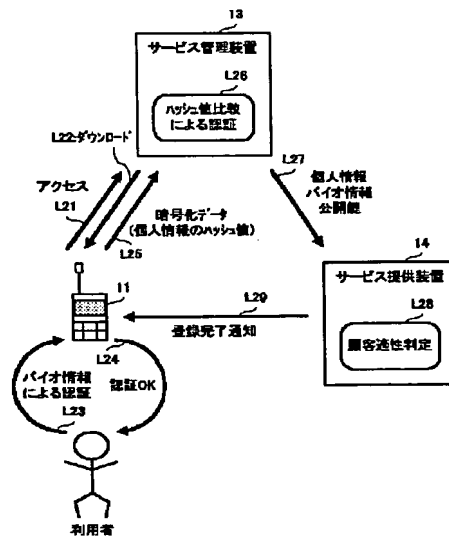 13
サービス管理装置
L26
ハッシュ値比較
による認証
L22:ダウンロード
L27
アクセス
L21
暗号化データ
(個人情報のハッシュ値)
L25
個人情報
バイオ情報
公開鍵
14
サービス提供装置
11
L29
登録完了通知
L28
顧客適性判定
L24
バイオ情報
による認証
L23
認証OK
利用者